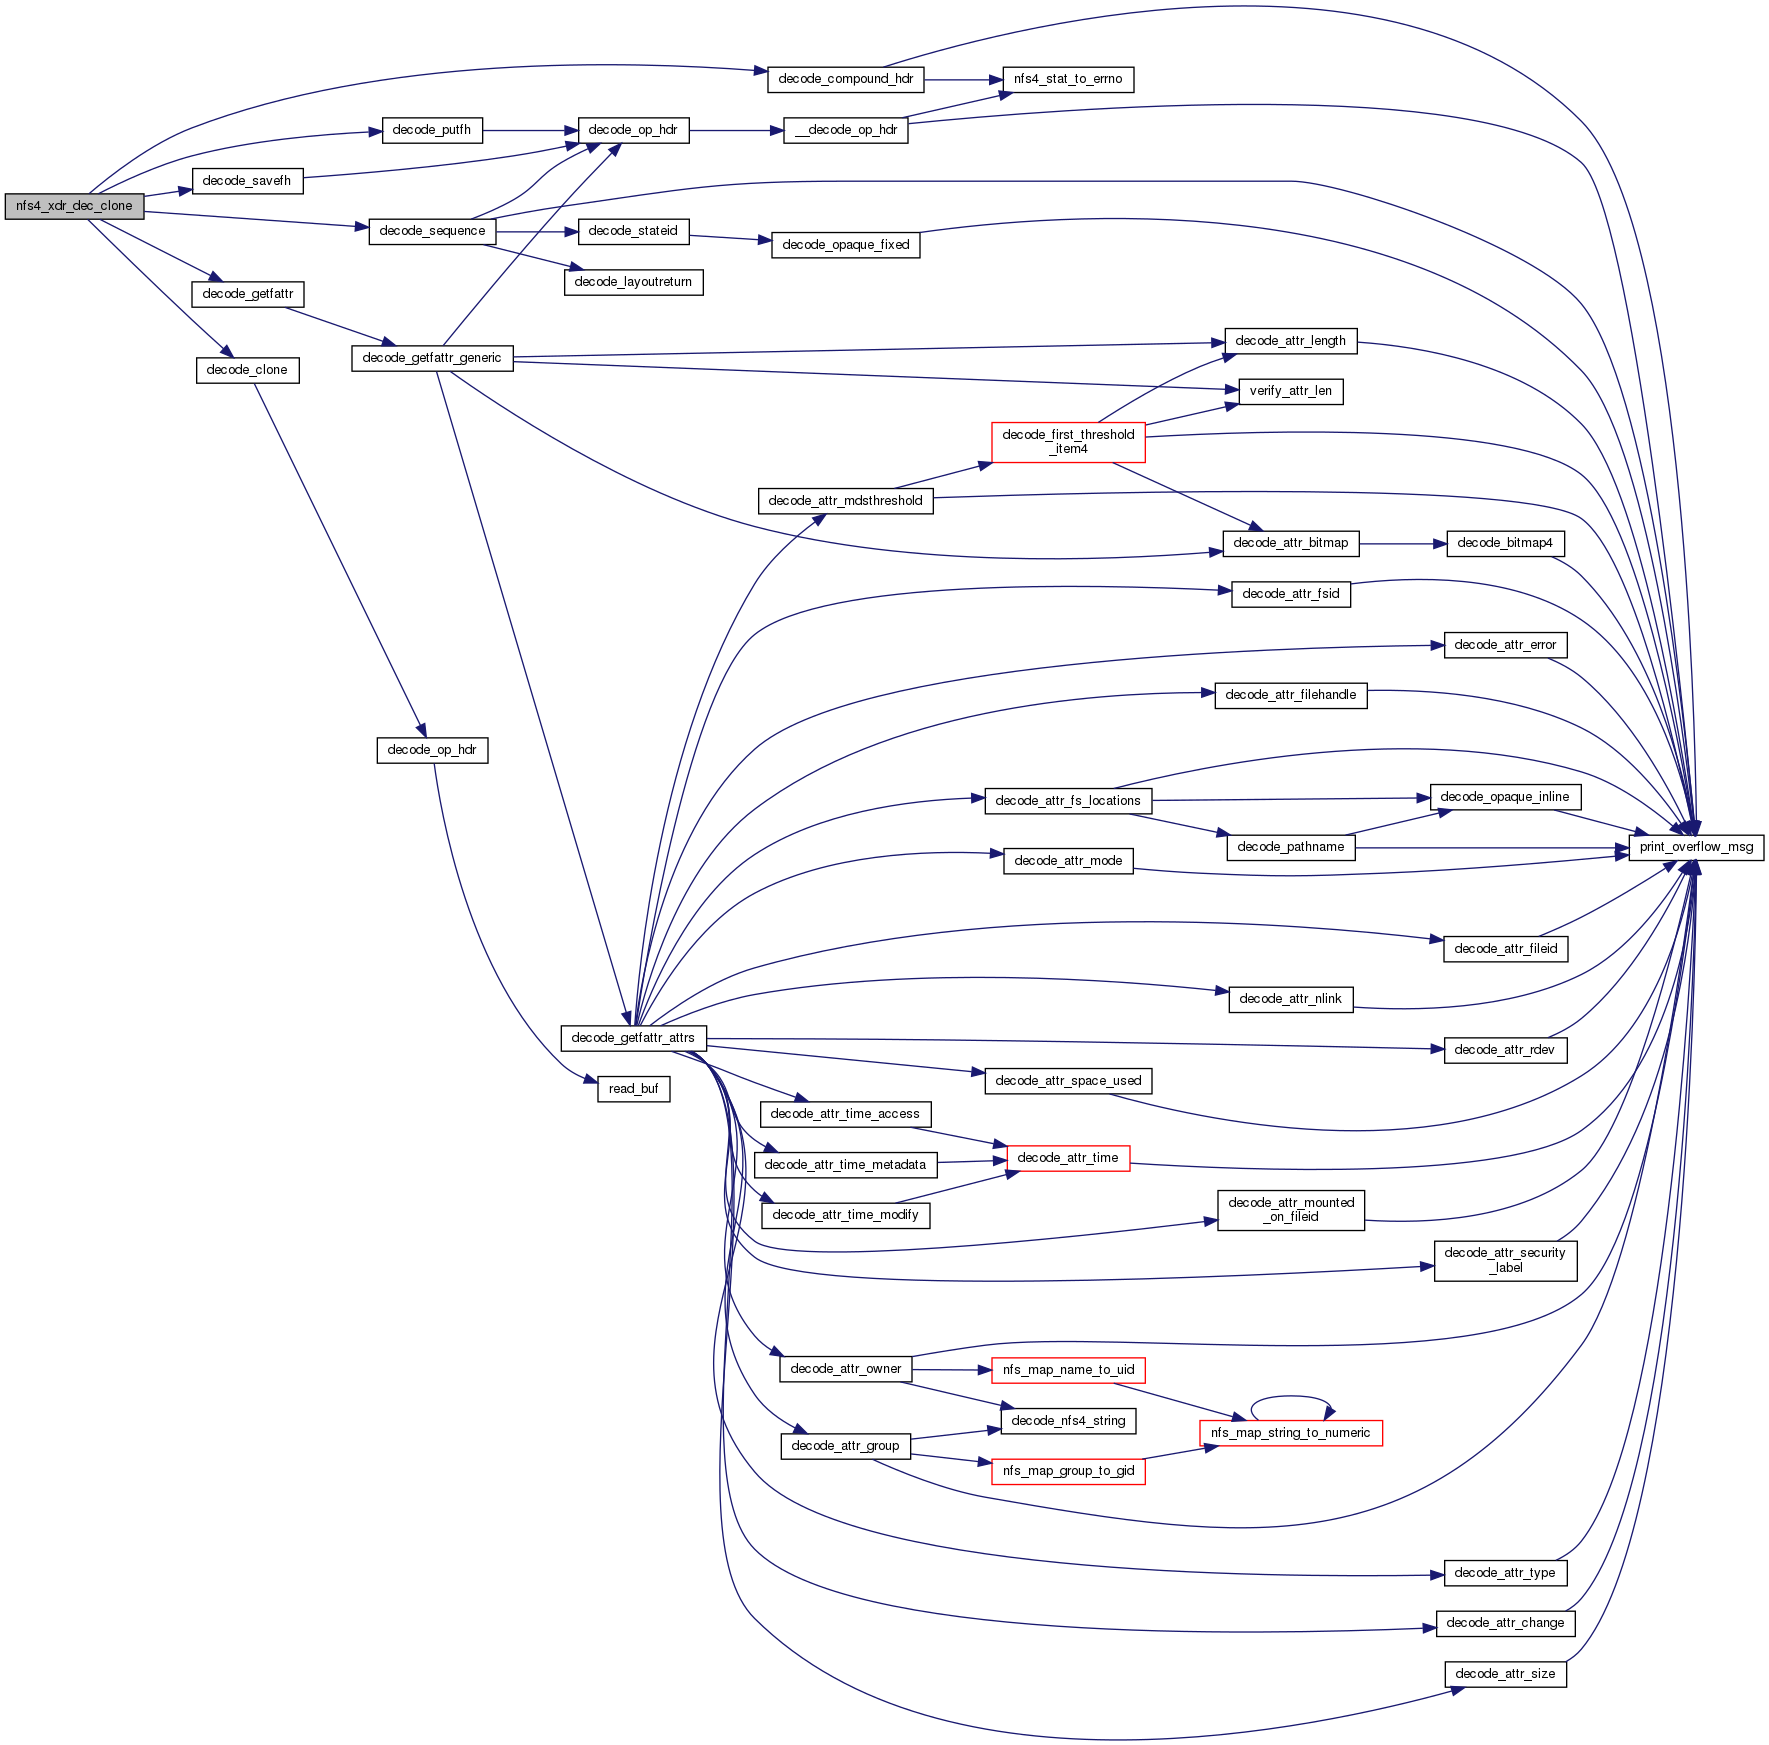 decode_compound_hdr
nfs4_stat_to_errno
decode_putfh
decode_op_hdr
__decode_op_hdr
decode_savefh
nfs4_xdr_dec_clone
decode_sequence
decode_stateid
decode_opaque_fixed
decode_layoutreturn
decode_getfattr
decode_getfattr_generic
decode_attr_length
decode_clone
verify_attr_len
decode_first_threshold
_item4
decode_attr_mdsthreshold
decode_attr_bitmap
decode_bitmap4
decode_attr_fsid
decode_attr_error
decode_attr_filehandle
decode_op_hdr
decode_attr_fs_locations
decode_opaque_inline
decode_pathname
print_overflow_msg
decode_attr_mode
decode_attr_fileid
decode_attr_nlink
decode_getfattr_attrs
decode_attr_rdev
decode_attr_space_used
read_buf
decode_attr_time_access
decode_attr_time
decode_attr_time_metadata
decode_attr_time_modify
decode_attr_mounted
_on_fileid
decode_attr_security
_label
decode_attr_owner
nfs_map_name_to_uid
decode_nfs4_string
nfs_map_string_to_numeric
decode_attr_group
nfs_map_group_to_gid
decode_attr_type
decode_attr_change
decode_attr_size